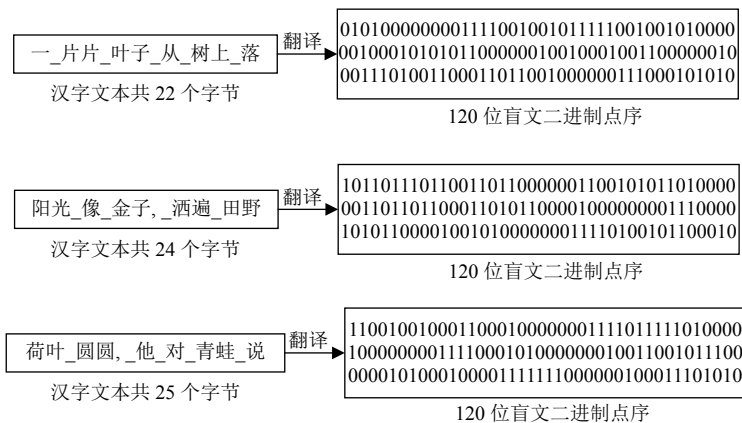 一_片片_叶子_从_树上_落
汉字文本共 22 个字节
翻译
0101000000001111001001011111001001010000
0010001010101100000010010001001100000010
0011101001100011011001000000111000101010
120 位盲文二进制点序
阳光_像_金子, _洒遍_田野
汉字文本共 24 个字节
翻译
1011011101100110110000001100101011010000
0011011011000110101100001000000001110000
1010110000100101000000011110100101100010
120 位盲文二进制点序
荷叶_圆圆, _他_对_青蛙_说
汉字文本共 25 个字节
翻译
1100100100011000100000001111011111010000
1000000001111000101000000010011001011100
0000101000100001111111000000100011101010
120 位盲文二进制点序